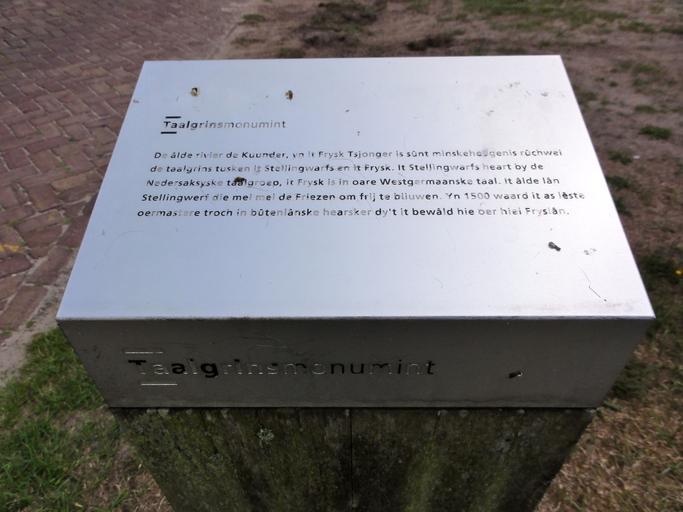 Taalgrinsmonumint
De âlde rivier de Kuunder, yn it Frysk Tsjonger is sûnt minskeheugenis rûchwei
de taalgrins tusken it Stellingwarfs en it Frysk. It Stellingwarfs heart by de
Nedersaksyske taalgroep, it Frysk is in oare Westgermaanske taal. It âlde lân
Stellingwerf die mei mei de Friezen om frij te bliuwen. Yn 1500 waard it as lêste
oermastere troch in bûtenlânske hearsker dy't it bewâld hie oer hiel Fryslân.
Taalgrinsmonumint